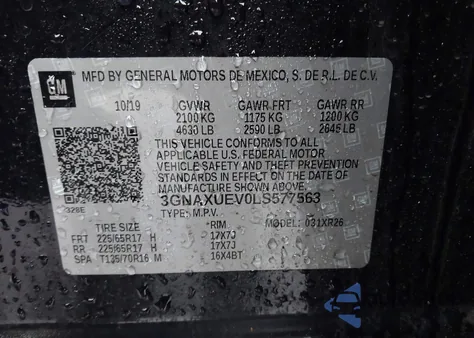 GM
MFD BY GENERAL MOTORS DE MEXICO, S. DE R.L. DE C.V.
10/19 GVWR GAWR FRT GAWR RR
2100 KG 1175 KG 1200 KG
4630 LB 2590 LB 2645 LB
THIS VEHICLE CONFORMS TO ALL
APPLICABLE U.S. FEDERAL MOTOR
VEHICLE SAFETY AND THEFT PREVENTION
STANDARDS IN EFFECT ON THE DATE OF
MANUFACTURE SHOWN ABOVE.
3GNAXUEV0LS577563
328E TYPE: M.P.V. MODEL: 031XR26
TIRE SIZE *RIM
FRT 225/65R17 H 17X7J
RR 225/65R17 H 17X7J
SPA T135/70R16 M 16X4BT